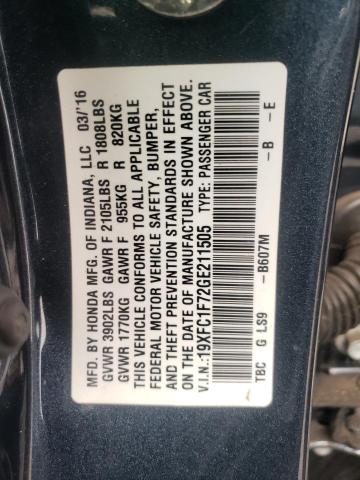 MFD. BY HONDA MFG. OF INDIANA, LLC 03/'16
GVWR 3902LBS GAWR F 2105LBS R 1808LBS
GVWR 1770KG GAWR F 955KG R 820KG
THIS VEHICLE CONFORMS TO ALL APPLICABLE
FEDERAL MOTOR VEHICLE SAFETY, BUMPER,
AND THEFT PREVENTION STANDARDS IN EFFECT
ON THE DATE OF MANUFACTURE SHOWN ABOVE.
V.I.N.:19XFC1F72GE211505 TYPE: PASSENGER CAR
TBC G LS9 - B607M - B - E